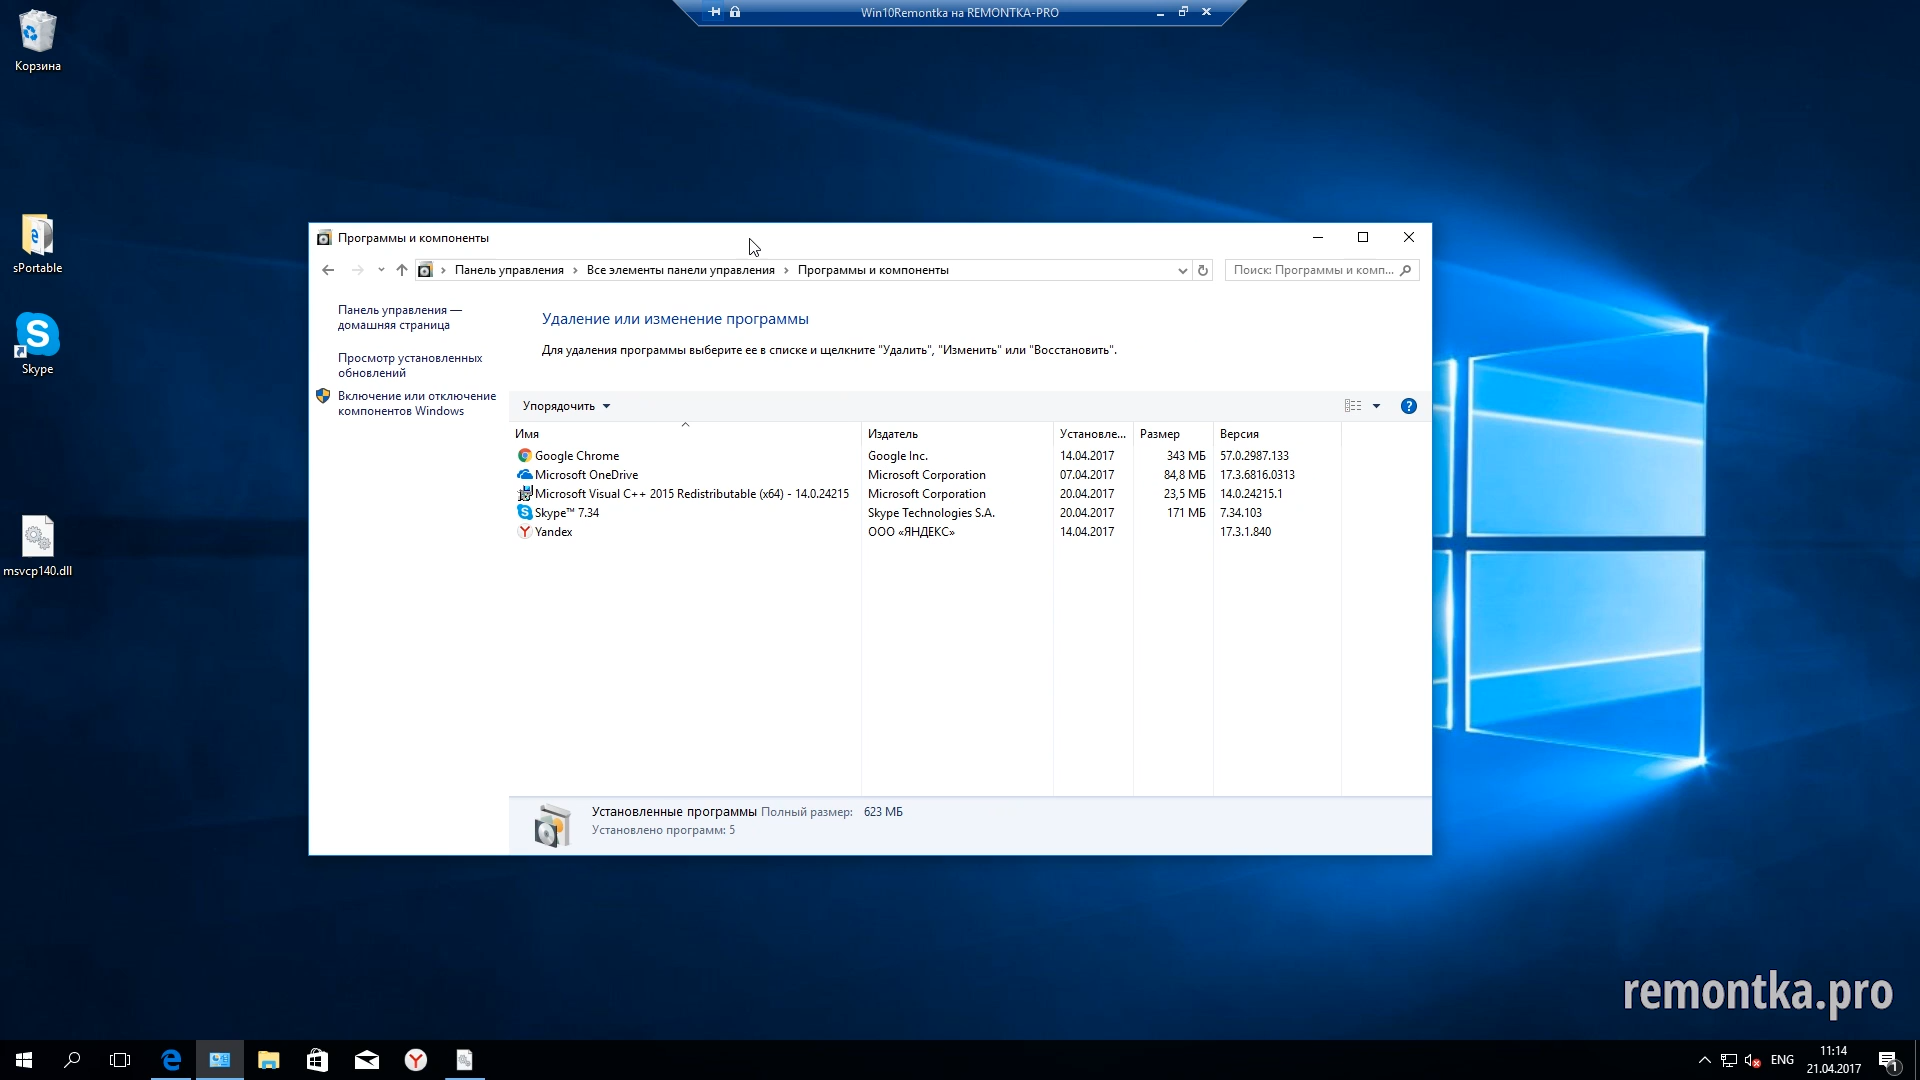 Win10Remontka на REMONTKA-PRO
Корзина
sPortable
Skype
msvcp140.dll
Программы и компоненты
Панель управления > Все элементы панели управления > Программы и компоненты
Поиск: Программы и комп...
Панель управления —
домашняя страница
Просмотр установленных
обновлений
Включение или отключение
компонентов Windows
Удаление или изменение программы
Для удаления программы выберите ее в списке и щелкните "Удалить", "Изменить" или "Восстановить".
Упорядочить
Имя Издатель Установле... Размер Версия
Google Chrome Google Inc. 14.04.2017 343 МБ 57.0.2987.133
Microsoft OneDrive Microsoft Corporation 07.04.2017 84,8 МБ 17.3.6816.0313
Microsoft Visual C++ 2015 Redistributable (x64) - 14.0.24215 Microsoft Corporation 20.04.2017 23,5 МБ 14.0.24215.1
Skype™ 7.34 Skype Technologies S.A. 20.04.2017 171 МБ 7.34.103
Yandex ООО «ЯНДЕКС» 14.04.2017 17.3.1.840
Установленные программы Полный размер: 623 МБ
Установлено программ: 5
remontka.pro
ENG
11:14
21.04.2017
1